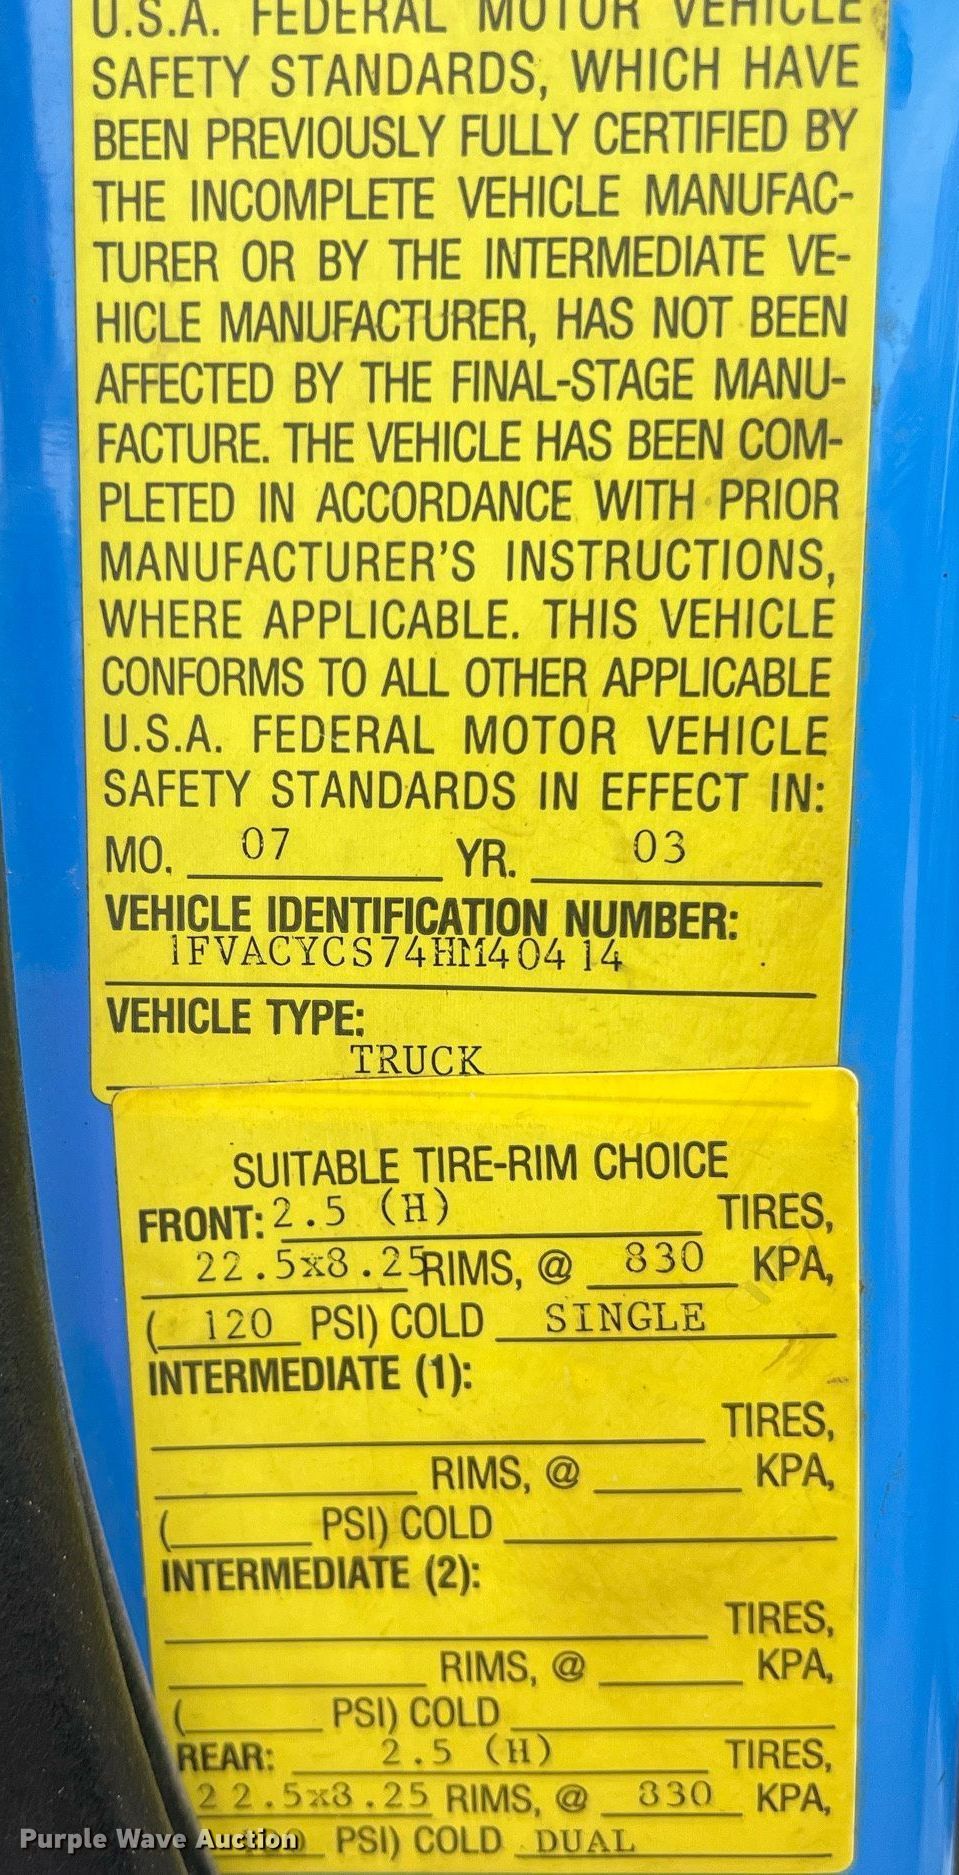 U.S.A. FEDERAL MOTOR VEHICLE
SAFETY STANDARDS, WHICH HAVE
BEEN PREVIOUSLY FULLY CERTIFIED BY
THE INCOMPLETE VEHICLE MANUFAC-
TURER OR BY THE INTERMEDIATE VE-
HICLE MANUFACTURER, HAS NOT BEEN
AFFECTED BY THE FINAL-STAGE MANU-
FACTURE. THE VEHICLE HAS BEEN COM-
PLETED IN ACCORDANCE WITH PRIOR
MANUFACTURER'S INSTRUCTIONS,
WHERE APPLICABLE. THIS VEHICLE
CONFORMS TO ALL OTHER APPLICABLE
U.S.A. FEDERAL MOTOR VEHICLE
SAFETY STANDARDS IN EFFECT IN:
MO. 07 YR. 03
VEHICLE IDENTIFICATION NUMBER:
1FVACYCS74HM40414
VEHICLE TYPE:
TRUCK
SUITABLE TIRE-RIM CHOICE
FRONT: 2.5 (H) TIRES,
22.5x8.25 RIMS, @ 830 KPA,
( 120 PSI) COLD SINGLE
INTERMEDIATE (1):
TIRES,
RIMS, @ KPA,
( PSI) COLD
INTERMEDIATE (2):
TIRES,
RIMS, @ KPA,
( PSI) COLD
REAR: 2.5 (H) TIRES,
22.5x8.25 RIMS, @ 830 KPA,
PSI) COLD DUAL
Purple Wave Auction